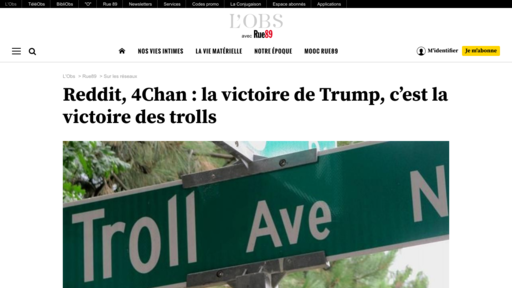 L'Obs TéléObs BibliObs "O" Rue 89 Newsletters Services Codes promo La Conjugaison Espace abonnés Applications
L'OBS
avec Rue89
NOS VIES INTIMES LA VIE MATÉRIELLE NOTRE ÉPOQUE MOOC RUE89 M'identifier Je m'abonne
L'Obs > Rue89 > Sur les réseaux
Reddit, 4Chan : la victoire de Trump, c'est la
victoire des trolls
Troll Ave N